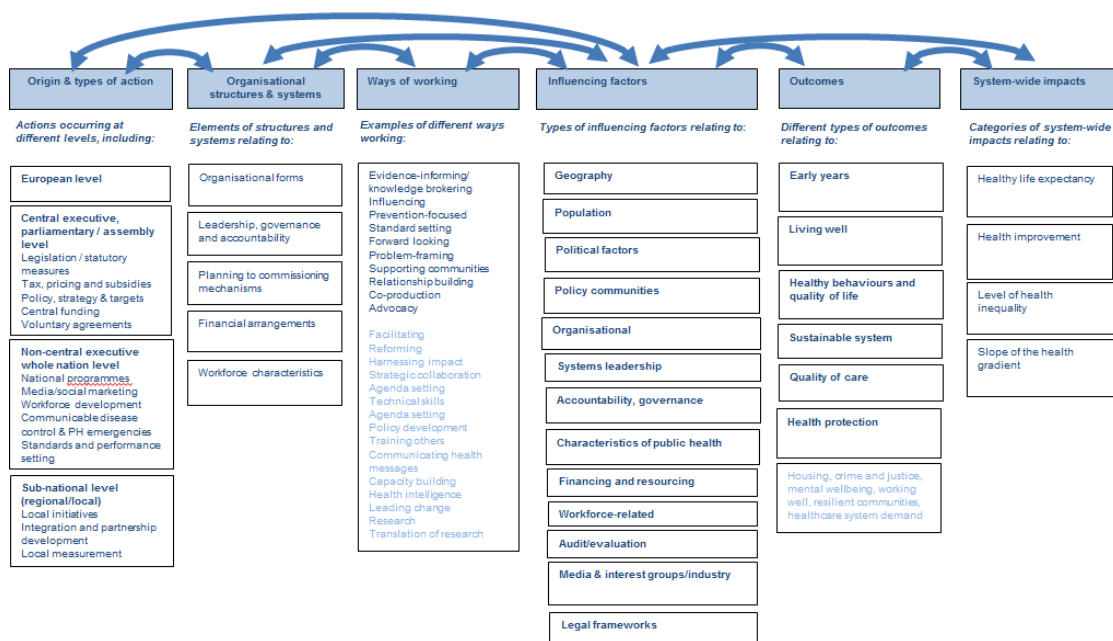 Origin & types of action
Organisational
structures & systems
Ways of working
Influencing factors
Outcomes
System-wide impacts
Actions occurring at
different levels, including:
European level
Central executive,
parliamentary / assembly
level
Legislation / statutory
measures
Tax, pricing and subsidies
Policy, strategy & targets
Central funding
Voluntary agreements
Non-central executive
whole nation level
National programmes
Media/social marketing
Workforce development
Communicable disease
control & PH emergencies
Standards and performance
setting
Sub-national level
(regional/local)
Local initiatives
Integration and partnership
development
Local measurement
Elements of structures and
systems relating to:
Organisational forms
Leadership, governance
and accountability
Planning to commissioning
mechanisms
Financial arrangements
Workforce characteristics
Examples of different ways
working:
Evidence-informing/
knowledge brokering
Influencing
Prevention-focused
Standard setting
Forward looking
Problem-framing
Supporting communities
Relationship building
Co-production
Advocacy
Facilitating
Reforming
Harnessing impact
Strategic collaboration
Agenda setting
Technical skills
Agenda setting
Policy development
Training others
Communicating health
messages
Capacity building
Health intelligence
Leading change
Research
Translation of research
Types of influencing factors relating to:
Geography
Population
Political factors
Policy communities
Organisational
Systems leadership
Accountability, governance
Characteristics of public health
Financing and resourcing
Workforce-related
Audit/evaluation
Media & interest groups/industry
Legal frameworks
Different types of outcomes
relating to:
Early years
Living well
Healthy behaviours and
quality of life
Sustainable system
Quality of care
Health protection
Housing, crime and justice,
mental wellbeing, working
well, resilient communities,
healthcare system demand
Categories of system-wide
impacts relating to:
Healthy life expectancy
Health improvement
Level of health
inequality
Slope of the health
gradient